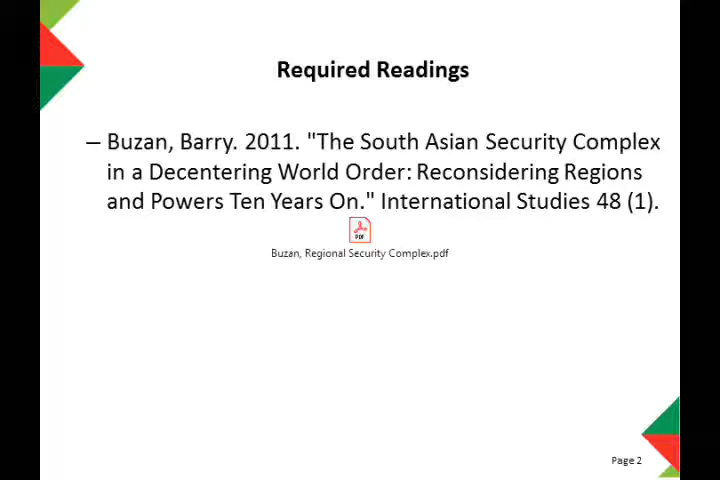 Required Readings
– Buzan, Barry. 2011. "The South Asian Security Complex
in a Decentering World Order: Reconsidering Regions
and Powers Ten Years On." International Studies 48 (1).
PDF
Buzan, Regional Security Complex.pdf
Page 2